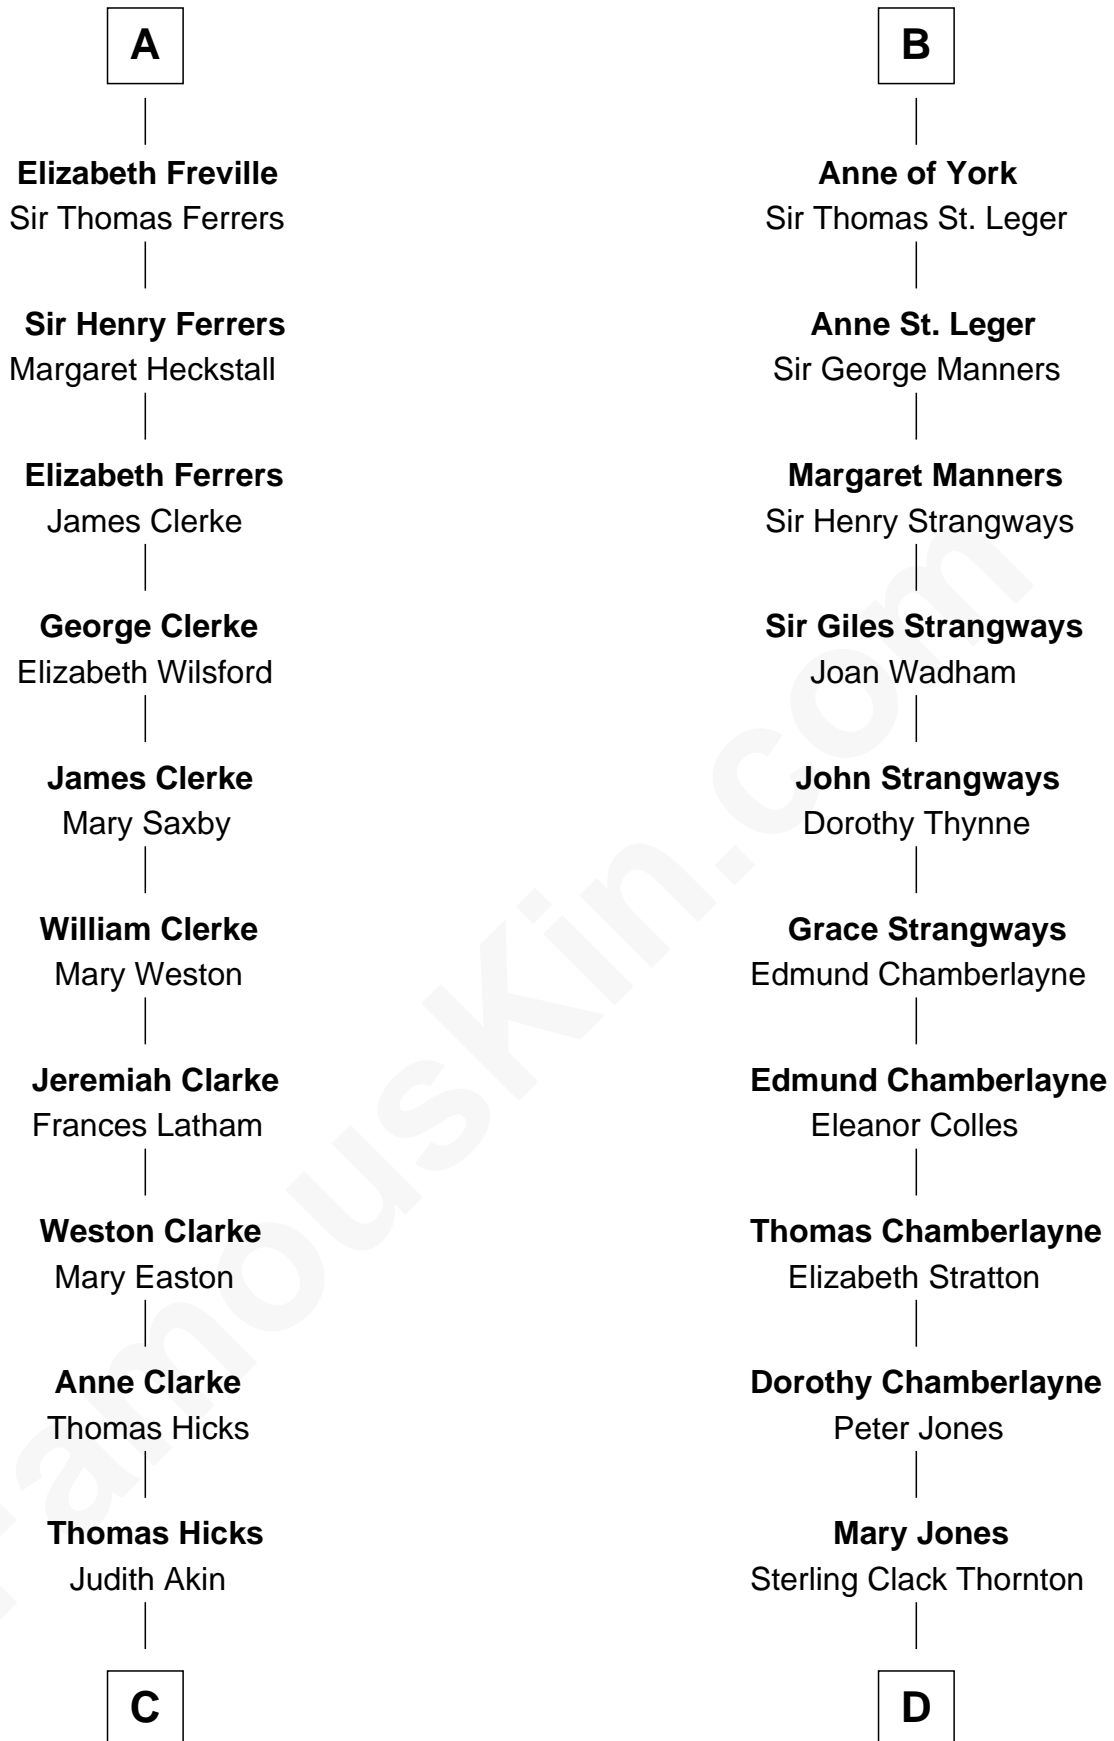 A
Elizabeth Freville
Sir Thomas Ferrers
Sir Henry Ferrers
Margaret Heckstall
Elizabeth Ferrers
James Clerke
George Clerke
Elizabeth Wilsford
James Clerke
Mary Saxby
William Clerke
Mary Weston
Jeremiah Clarke
Frances Latham
Weston Clarke
Mary Easton
Anne Clarke
Thomas Hicks
Thomas Hicks
Judith Akin
C
B
Anne of York
Sir Thomas St. Leger
Anne St. Leger
Sir George Manners
Margaret Manners
Sir Henry Strangways
Sir Giles Strangways
Joan Wadham
John Strangways
Dorothy Thynne
Grace Strangways
Edmund Chamberlayne
Edmund Chamberlayne
Eleanor Colles
Thomas Chamberlayne
Elizabeth Stratton
Dorothy Chamberlayne
Peter Jones
Mary Jones
Sterling Clack Thornton
D
FamousKin.com